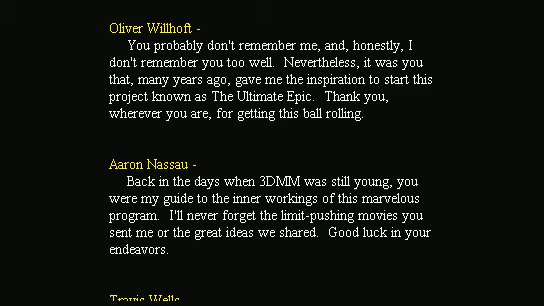 Oliver Willhoft -
You probably don't remember me, and, honestly, I
don't remember you too well. Nevertheless, it was you
that, many years ago, gave me the inspiration to start this
project known as The Ultimate Epic. Thank you,
wherever you are, for getting this ball rolling.
Aaron Nassau -
Back in the days when 3DMM was still young, you
were my guide to the inner workings of this marvelous
program. I'll never forget the limit-pushing movies you
sent me or the great ideas we shared. Good luck in your
endeavors.
Travis Wells